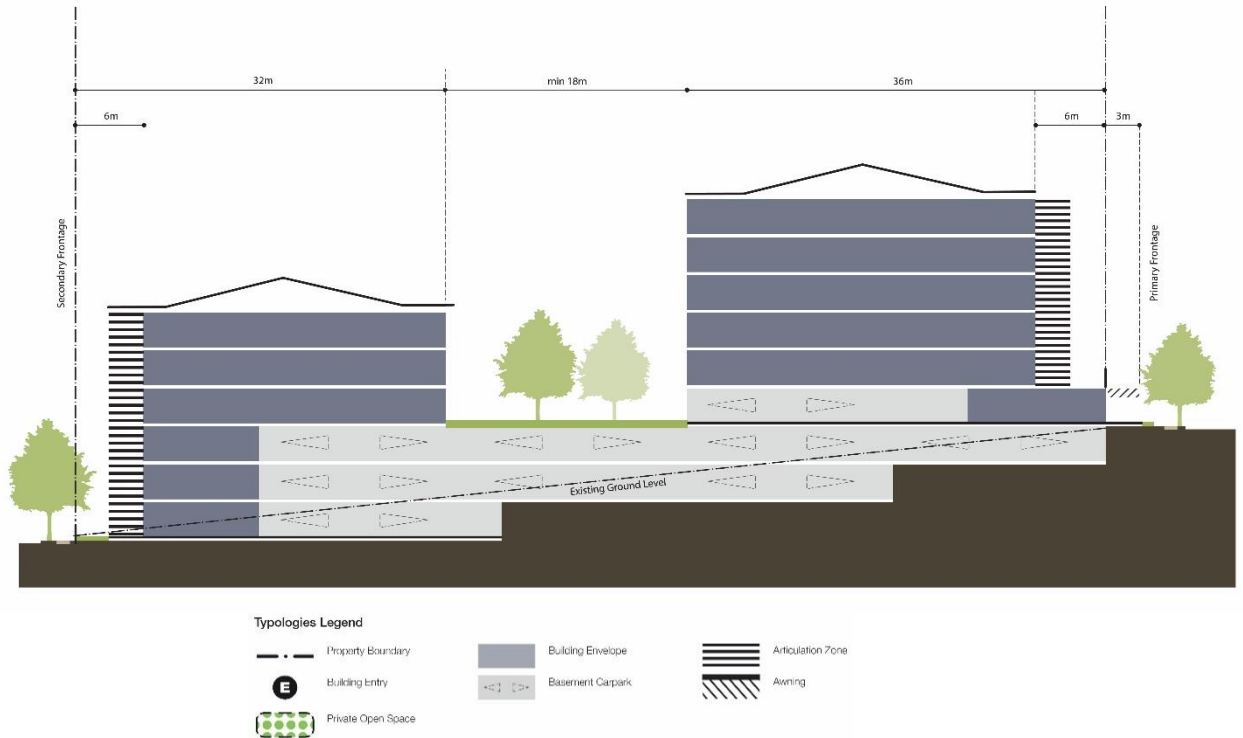 32m
min 18m
36m
6m
6m
3m
Secondary Frontage
Primary Frontage
Existing Ground Level
Typologies Legend
Property Boundary
Building Envelope
Articulation Zone
E
Building Entry
Basement Carpark
Awning
Private Open Space